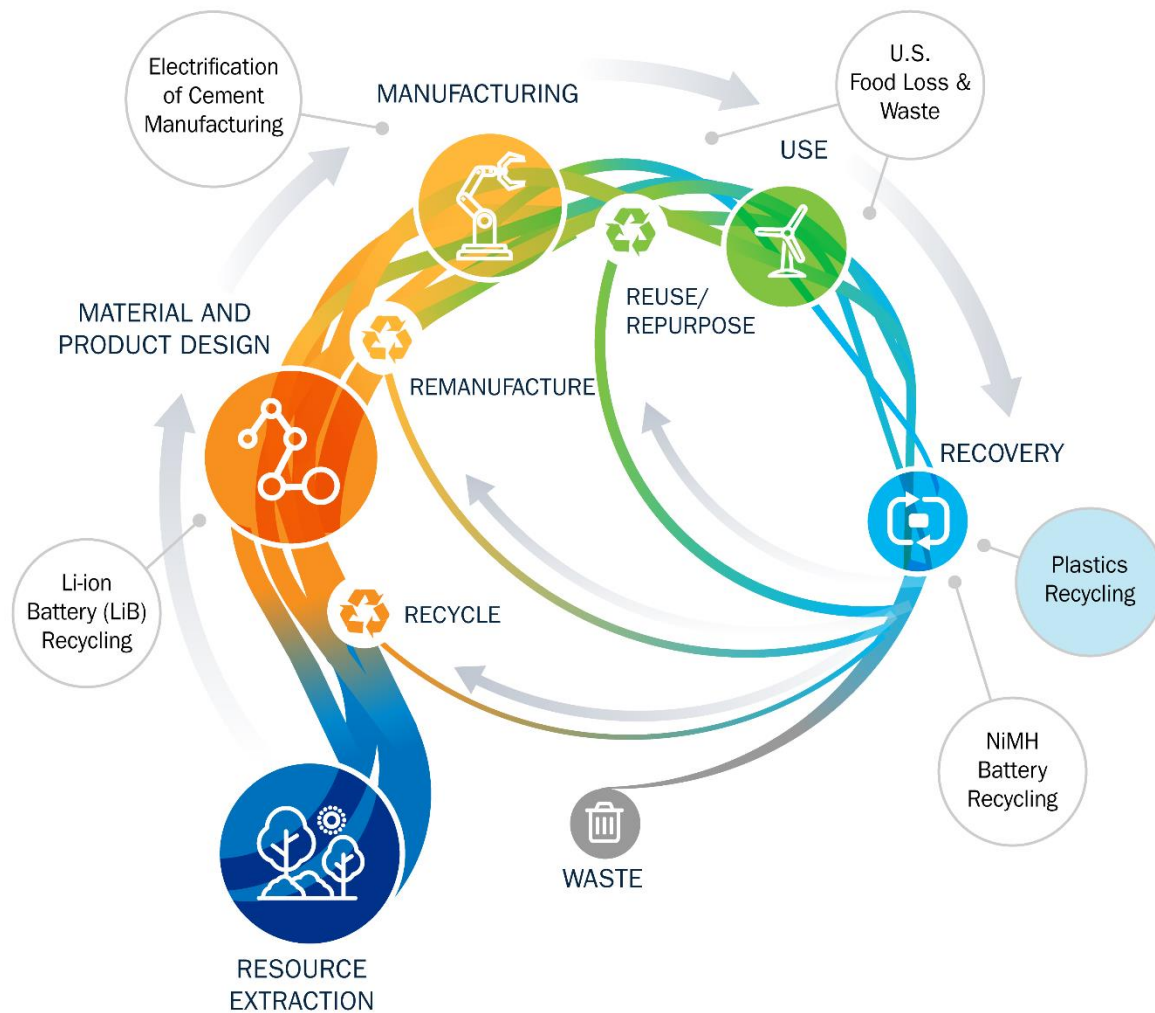 Electrification
of Cement
Manufacturing
MANUFACTURING
U.S.
Food Loss &
Waste
USE
MATERIAL AND
PRODUCT DESIGN
REUSE/
REPURPOSE
REMANUFACTURE
RECOVERY
Li-ion
Battery (LiB)
Recycling
RECYCLE
Plastics
Recycling
NiMH
Battery
Recycling
WASTE
RESOURCE
EXTRACTION